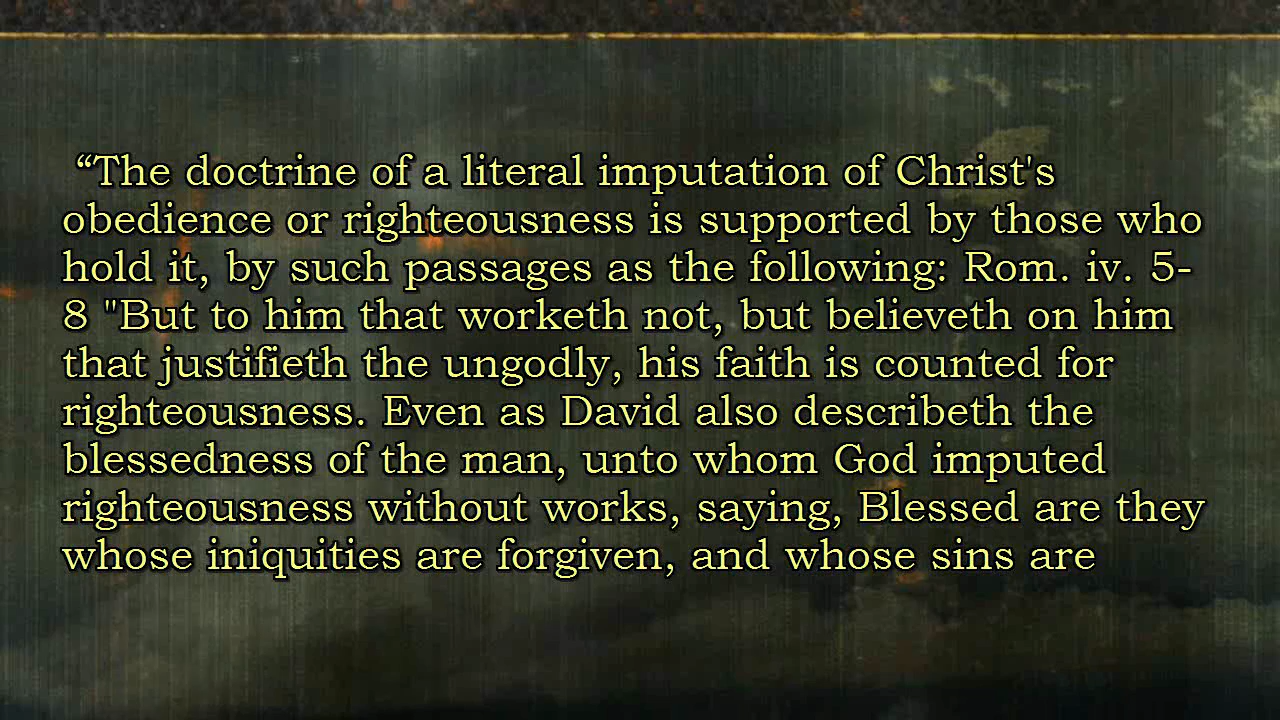 “The doctrine of a literal imputation of Christ's
obedience or righteousness is supported by those who
hold it, by such passages as the following: Rom. iv. 5-
8 "But to him that worketh not, but believeth on him
that justifieth the ungodly, his faith is counted for
righteousness. Even as David also describeth the
blessedness of the man, unto whom God imputed
righteousness without works, saying, Blessed are they
whose iniquities are forgiven, and whose sins are